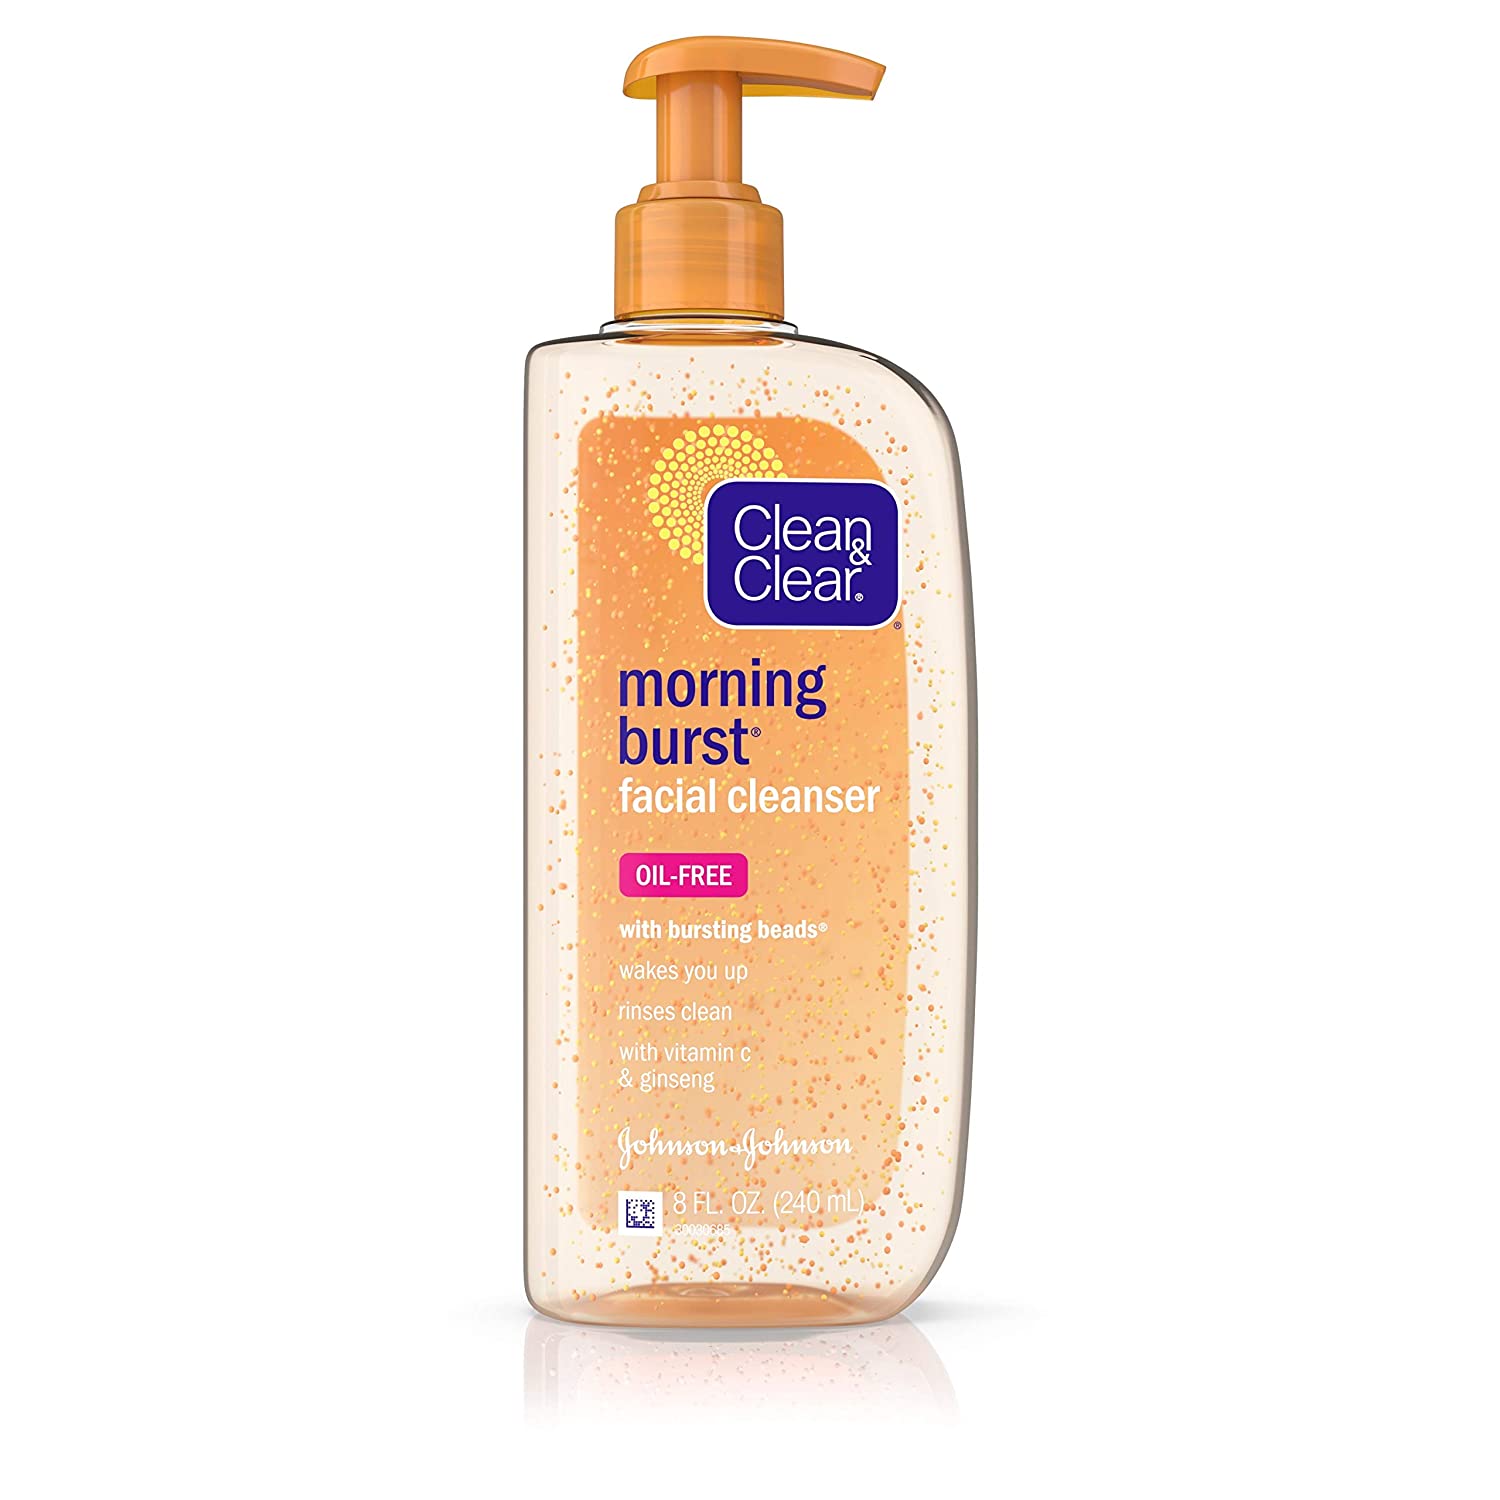 Clean
&
Clear®
®
morning
burst®
facial cleanser
OIL-FREE
with bursting beads®
wakes you up
rinses clean
with vitamin c
& ginseng
Johnson+Johnson
8 FL. OZ. (240 mL)
30030685